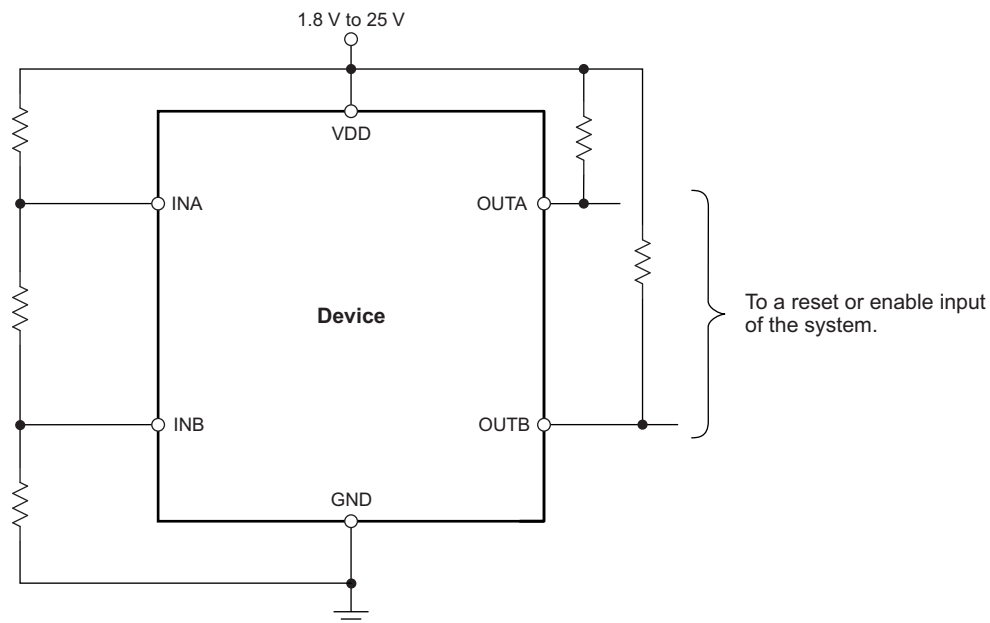 1.8 V to 25 V
VDD
INA
OUTA
Device
To a reset or enable input
of the system.
INB
OUTB
GND